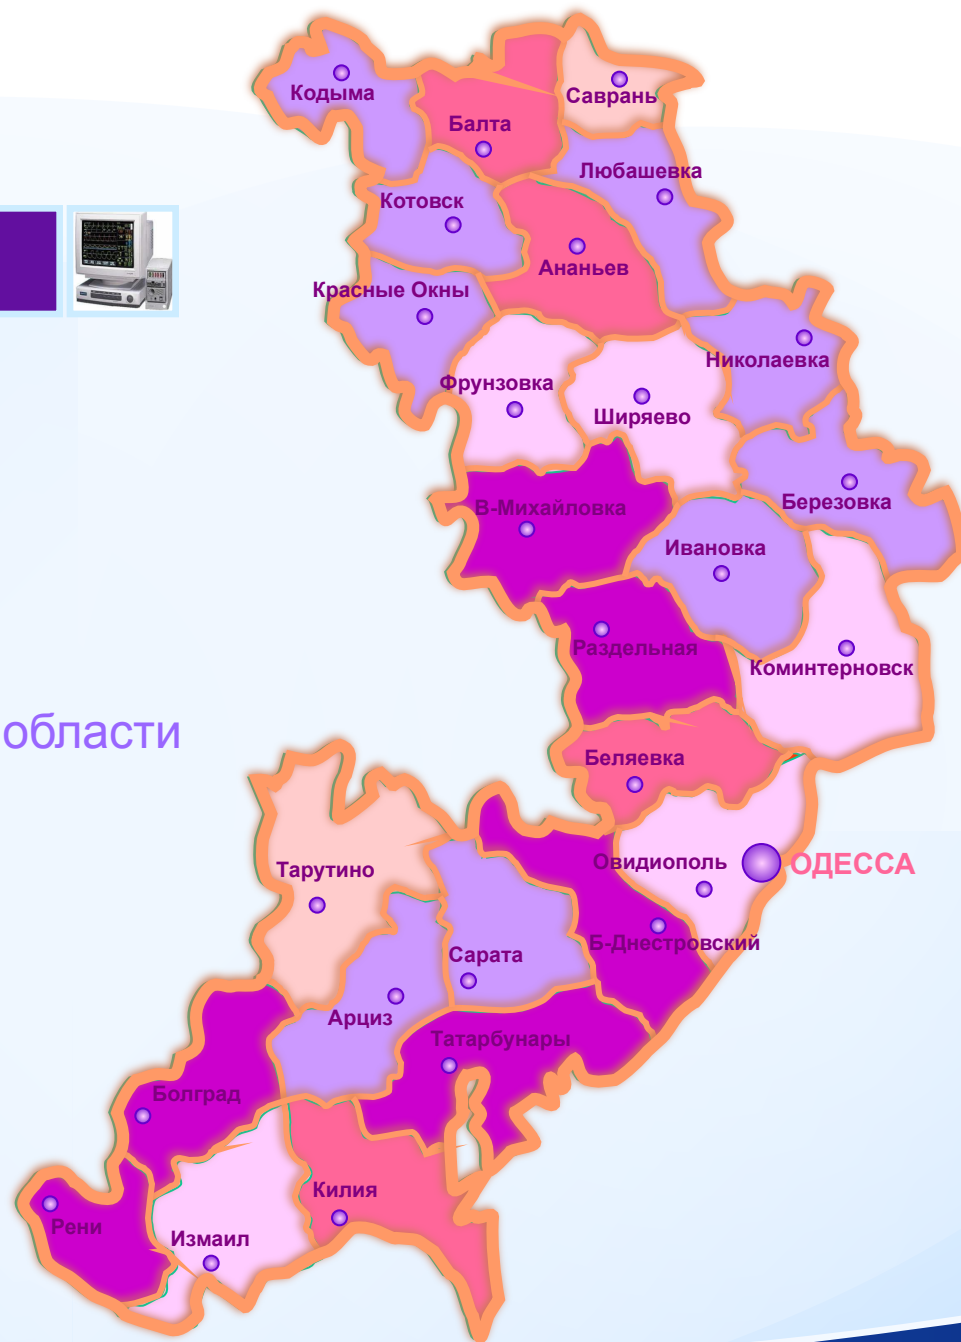 Кодыма
Саврань
Балта
Любашевка
Котовск
Ананьев
Красные Окны
Николаевка
Фрунзовка
Ширяево
Березовка
В-Михайловка
Ивановка
Раздельная
Коминтерновск
области
Беляевка
Овидиополь
ОДЕССА
Тарутино
Б-Днестровский
Сарата
Арциз
Татарбунары
Болград
Килия
Рени
Измаил